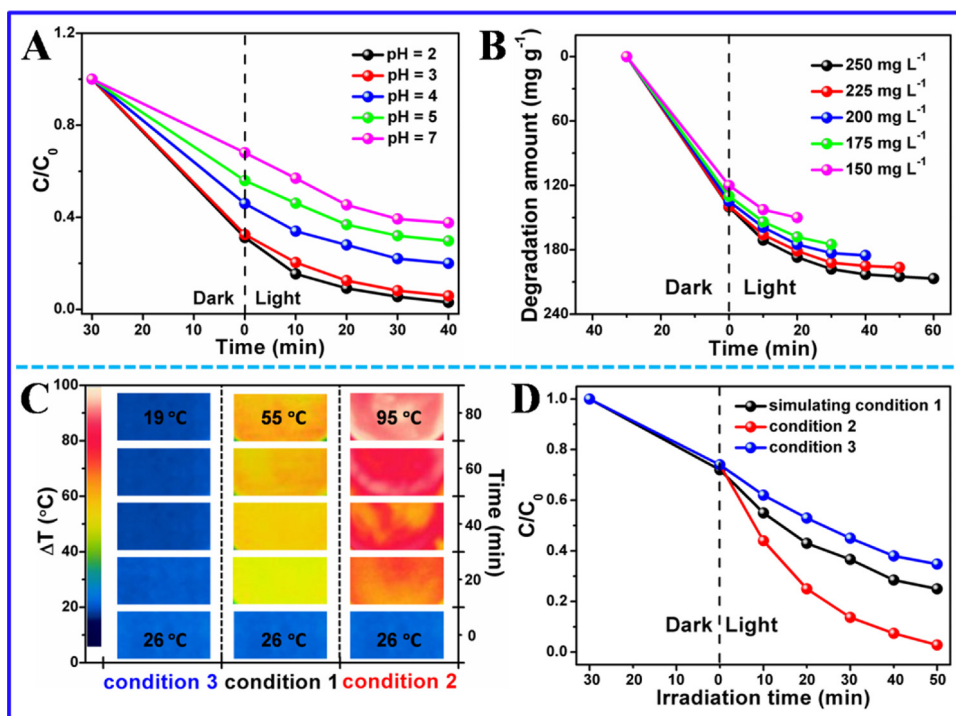 A
1.2
0.8
0.4
0.0
C/C₀
pH = 2
pH = 3
pH = 4
pH = 5
pH = 7
Dark Light
30 20 10 0 10 20 30 40
Time (min)
B
0
60
120
180
240
Degradation amount (mg g⁻¹)
250 mg L⁻¹
225 mg L⁻¹
200 mg L⁻¹
175 mg L⁻¹
150 mg L⁻¹
Dark Light
40 20 0 20 40 60
Time (min)
C
100
80
60
40
20
0
ΔT (°C)
19 °C 55 °C 95 °C
26 °C 26 °C 26 °C
80
60
40
20
0
Time (min)
condition 3 condition 1 condition 2
D
1.0
0.8
0.6
0.4
0.2
0.0
C/C₀
simulating condition 1
condition 2
condition 3
Dark Light
30 20 10 0 10 20 30 40 50
Irradiation time (min)